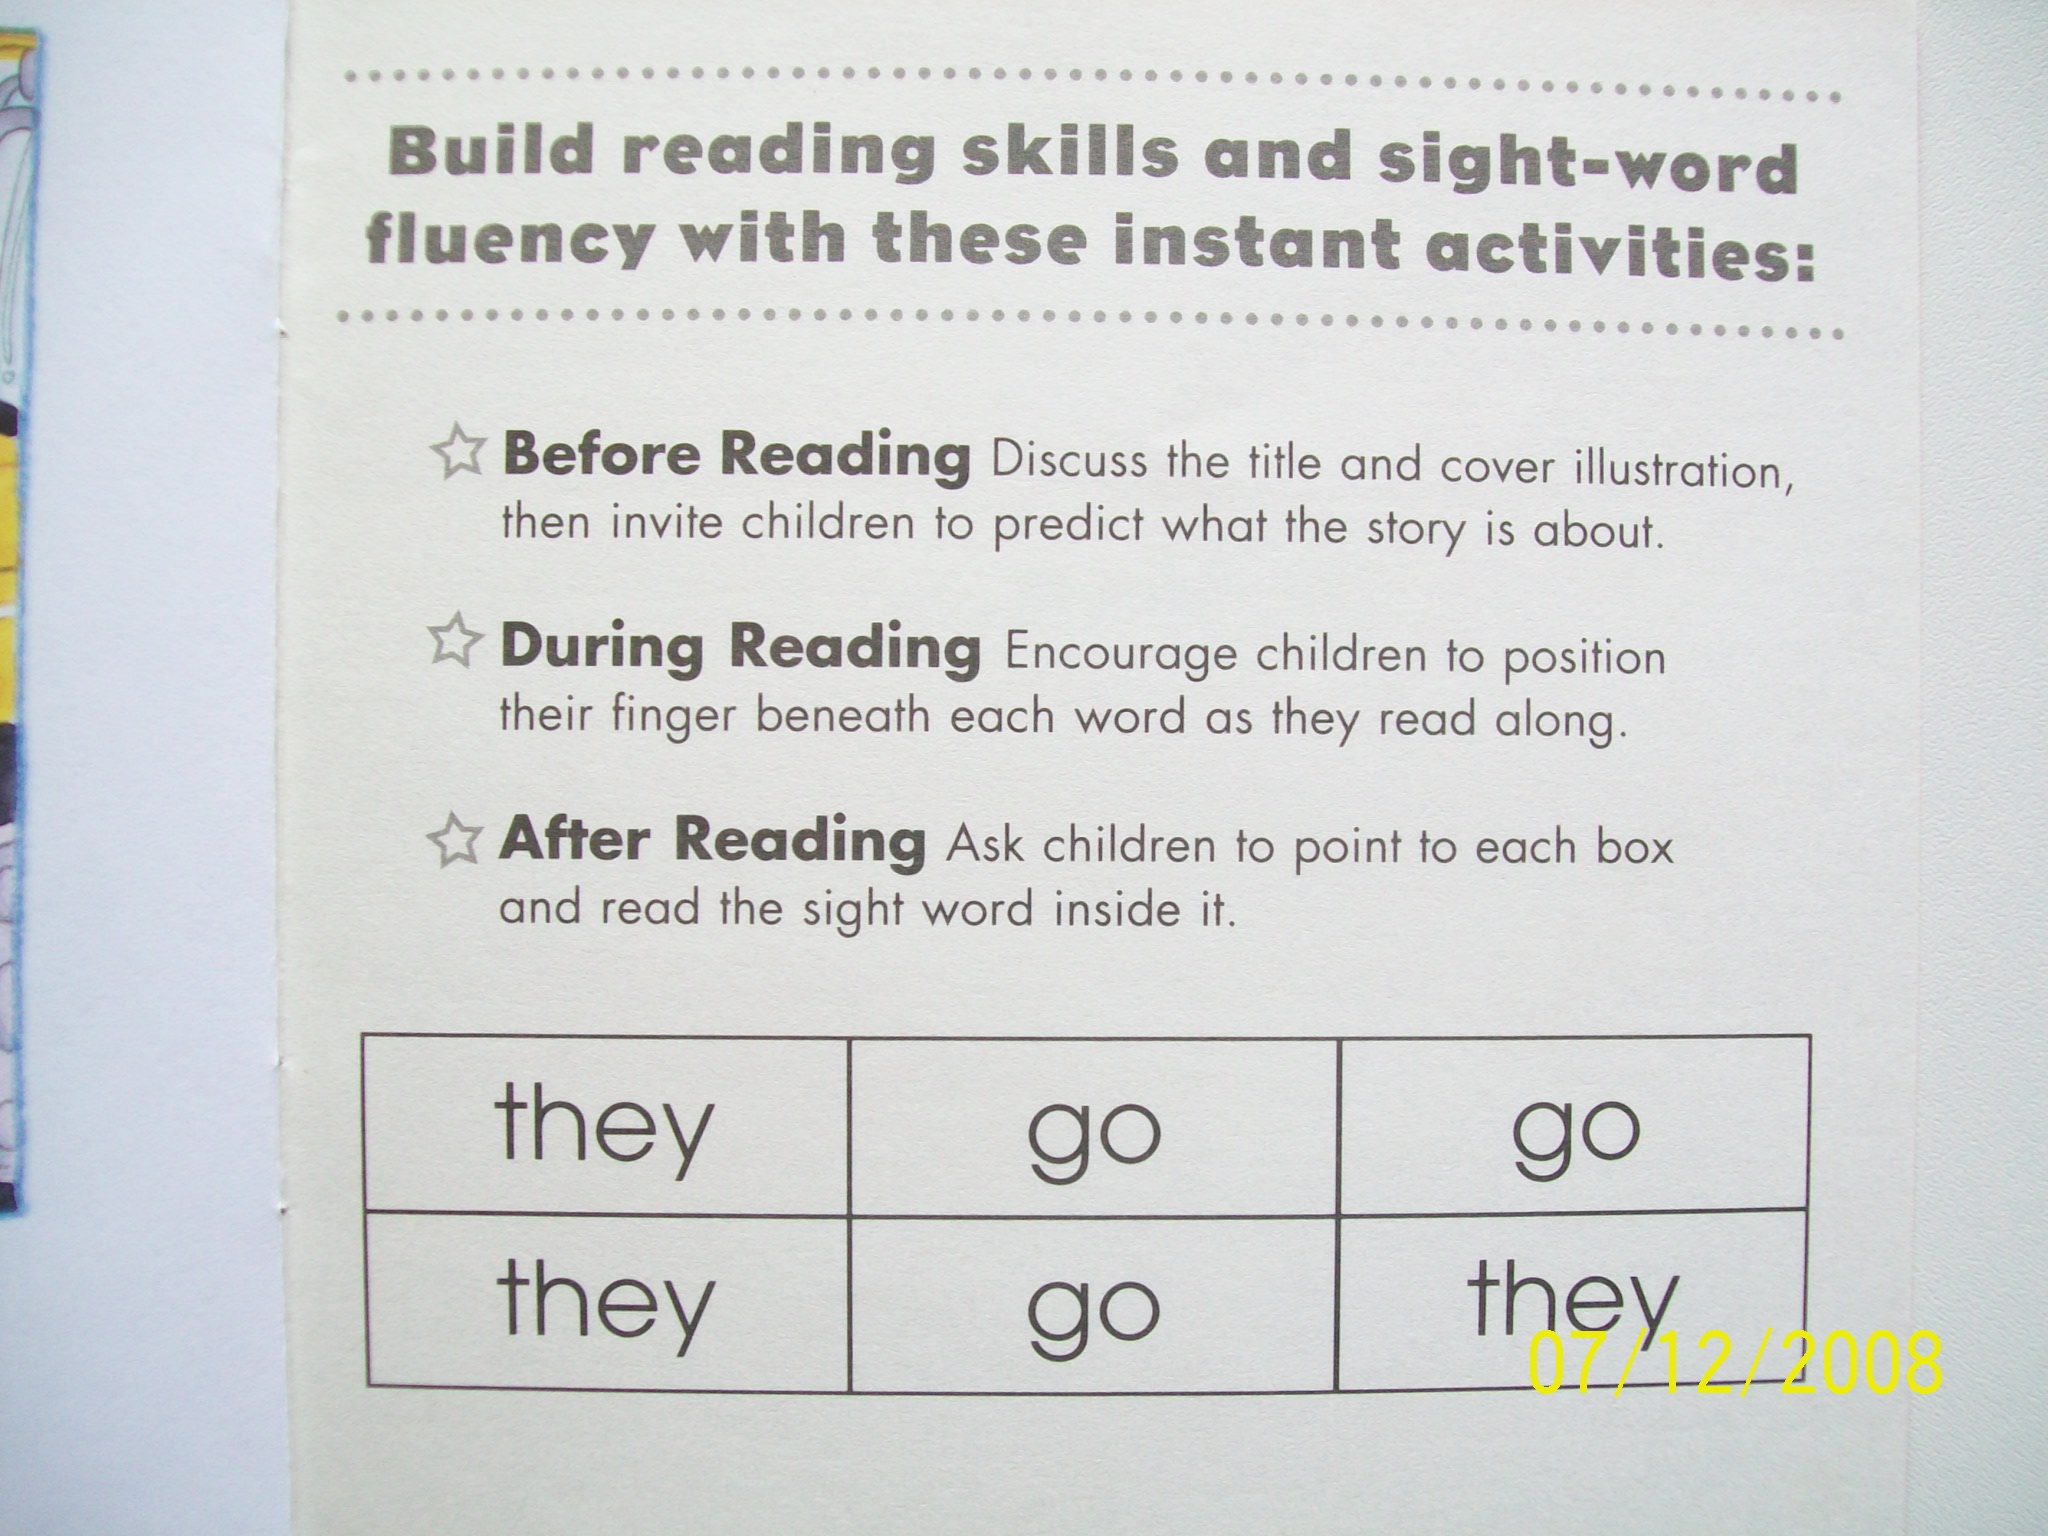 Build reading skills and sight-word
fluency with these instant activities:
Before Reading Discuss the title and cover illustration,
then invite children to predict what the story is about.
During Reading Encourage children to position
their finger beneath each word as they read along.
After Reading Ask children to point to each box
and read the sight word inside it.
they go go
they go they
07/12/2008